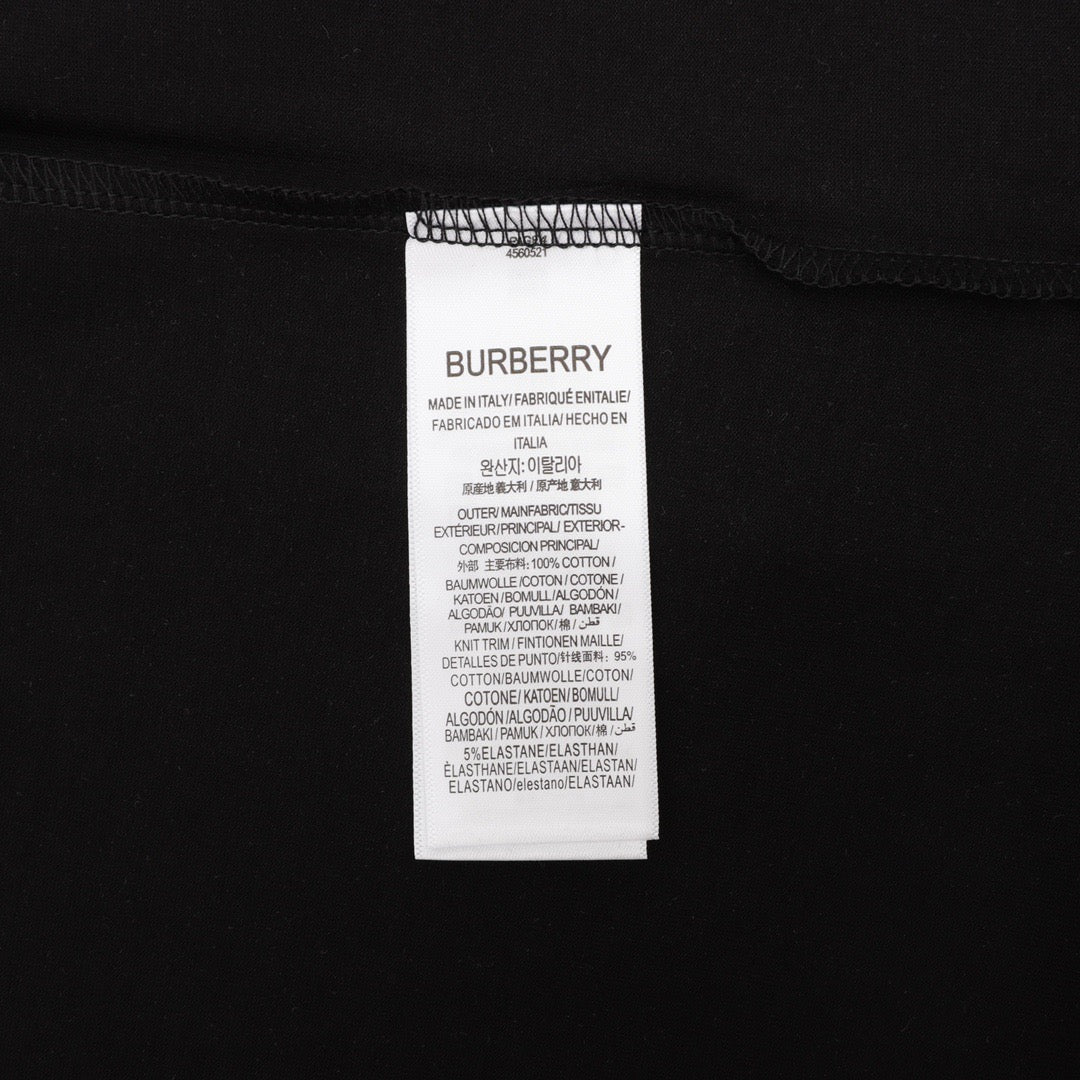 4560521
BURBERRY
MADE IN ITALY/ FABRIQUÉ ENITALIE/
FABRICADO EM ITALIA/ HECHO EN
ITALIA
완산지: 이탈리아
原産地 義大利 / 原产地 意大利
OUTER/ MAINFABRIC/TISSU
EXTÉRIEUR/PRINCIPAL/ EXTERIOR-
COMPOSICION PRINCIPAL/
外部 主要布料: 100% COTTON /
BAUMWOLLE /COTON / COTONE /
KATOEN / BOMULL /ALGODÓN /
ALGODÃO/ PUUVILLA/ BAMBAKI/
PAMUK / ХЛОПОК/ 棉 / قطن
KNIT TRIM / FINTIONEN MAILLE/
DETALLES DE PUNTO/针线面料: 95%
COTTON/BAUMWOLLE/COTON/
COTONE/ KATOEN/ BOMULL/
ALGODÓN /ALGODÃO / PUUVILLA/
BAMBAKI / PAMUK / ХЛОПОК/棉 /قطن
5%ELASTANE/ELASTHAN/
ÈLASTHANE/ELASTAAN/ELASTAN/
ELASTANO/elestano/ELASTAAN/